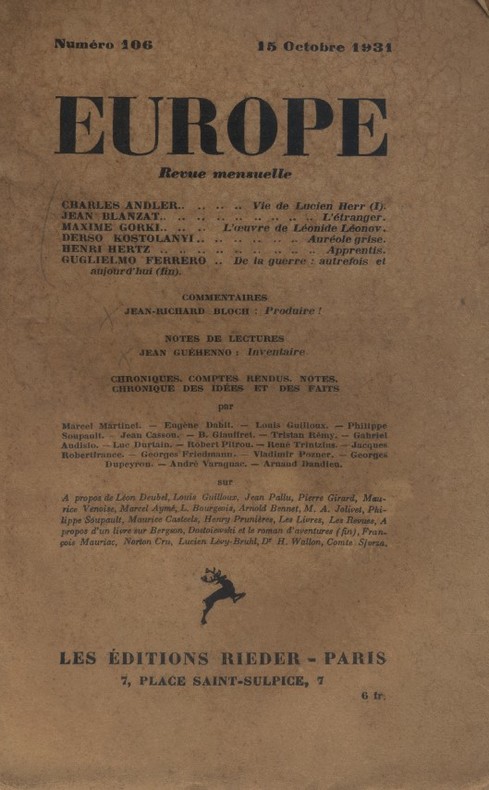 Numéro 106 15 Octobre 1931
EUROPE
Revue mensuelle
CHARLES ANDLER.. .. .. .. Vie de Lucien Herr (I).
JEAN BLANZAT.. .. .. .. .. .. .. .. .. L'étranger.
MAXIME GORKI.. .. .. L'œuvre de Léonide Léonov.
DERSO KOSTOLANYI.. .. .. .. .. .. Auréole grise.
HENRI HERTZ .. .. .. .. .. .. .. .. .. Apprentis.
GUGLIELMO FERRERO .. De la guerre : autrefois et
aujourd'hui (fin).
COMMENTAIRES
JEAN-RICHARD BLOCH : Produire !
NOTES DE LECTURES
JEAN GUÉHENNO : Inventaire
CHRONIQUES. COMPTES RENDUS. NOTES.
CHRONIQUE DES IDÉES ET DES FAITS
par
Marcel Martinet. — Eugène Dabit. — Louis Guilloux. — Philippe
Soupault. — Jean Cassou. — B. Gianfret. — Tristan Rémy. — Gabriel
Audisio. — Luc Durtain. — Robert Pitrou. — René Trintzius. — Jacques
Robertfrance. — Georges Friedmann. — Vladimir Pozner. — Georges
Dupeyron. — André Varagnac. — Arnaud Dandieu.
sur
A propos de Léon Deubel, Louis Guilloux, Jean Pallu, Pierre Girard, Mau-
rice Venoize, Marcel Aymé, L. Bourgeois, Arnold Bennet, M. A. Jolivet, Phi-
lippe Soupault, Maurice Casteels, Henry Prunières, Les Livres, Les Revues, A
propos d'un livre sur Bergson, Dostoïewski et le roman d'aventures (fin), Fran-
çois Mauriac, Norton Cru, Lucien Lévy-Bruhl, Dr H. Wallon, Comte Sforza.
LES ÉDITIONS RIEDER - PARIS
7, PLACE SAINT-SULPICE, 7
6 fr.